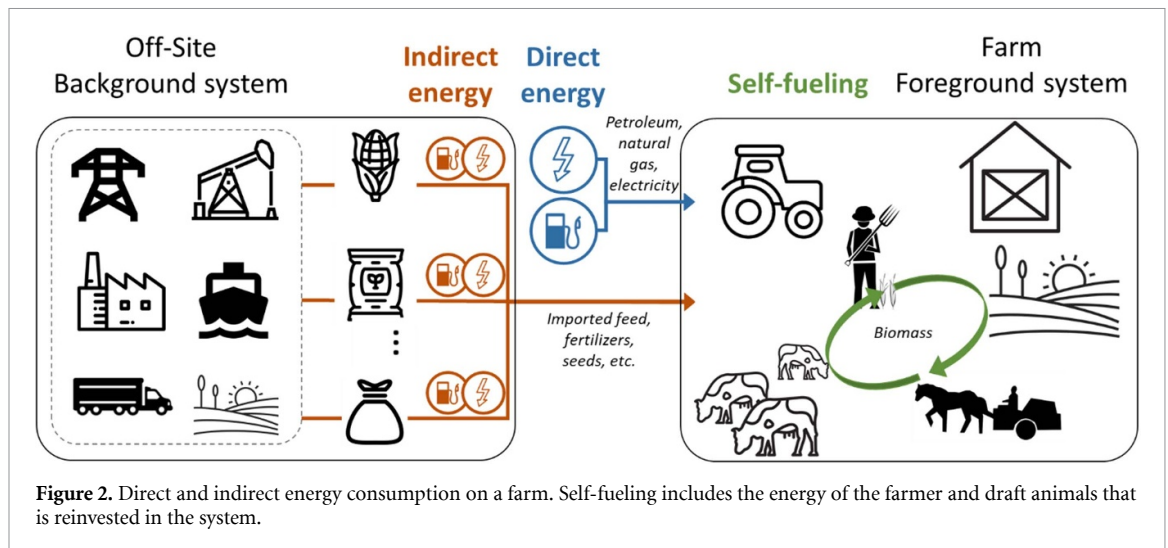 Off-Site
Background system
Indirect
energy
Direct
energy
Self-fueling
Farm
Foreground system
Petroleum,
natural
gas,
electricity
Imported feed,
fertilizers,
seeds, etc.
Biomass
Figure 2. Direct and indirect energy consumption on a farm. Self-fueling includes the energy of the farmer and draft animals that
is reinvested in the system.